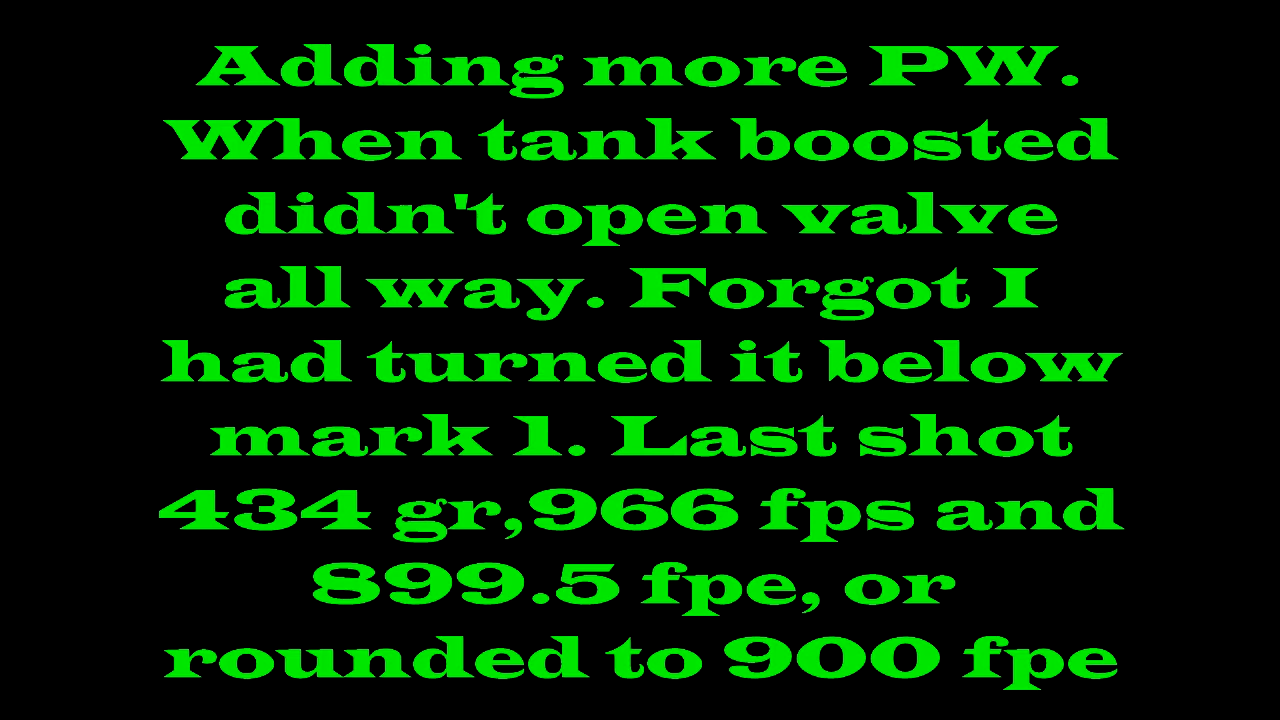 Adding more PW.
When tank boosted
didn't open valve
all way. Forgot I
had turned it below
mark 1. Last shot
434 gr,966 fps and
899.5 fpe, or
rounded to 900 fpe